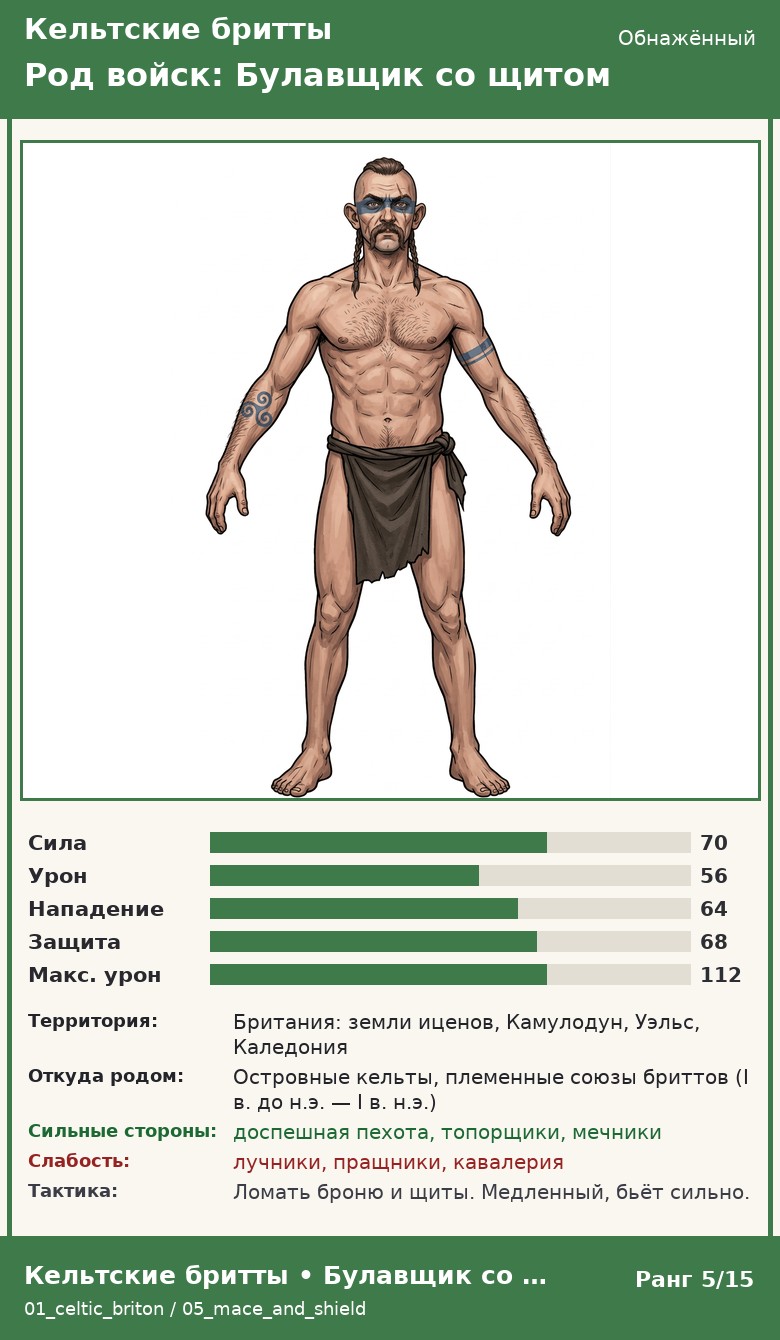 Кельтские бритты
Обнажённый
Род войск: Булавщик со щитом
Сила 70
Урон 56
Нападение 64
Защита 68
Макс. урон 112
Территория: Британия: земли иценов, Камулодун, Уэльс,
Каледония
Откуда родом: Островные кельты, племенные союзы бриттов (I
в. до н.э. — I в. н.э.)
Сильные стороны: доспешная пехота, топорщики, мечники
Слабость: лучники, пращники, кавалерия
Тактика: Ломать броню и щиты. Медленный, бьёт сильно.
Кельтские бритты • Булавщик со ...
Ранг 5/15
01_celtic_briton / 05_mace_and_shield